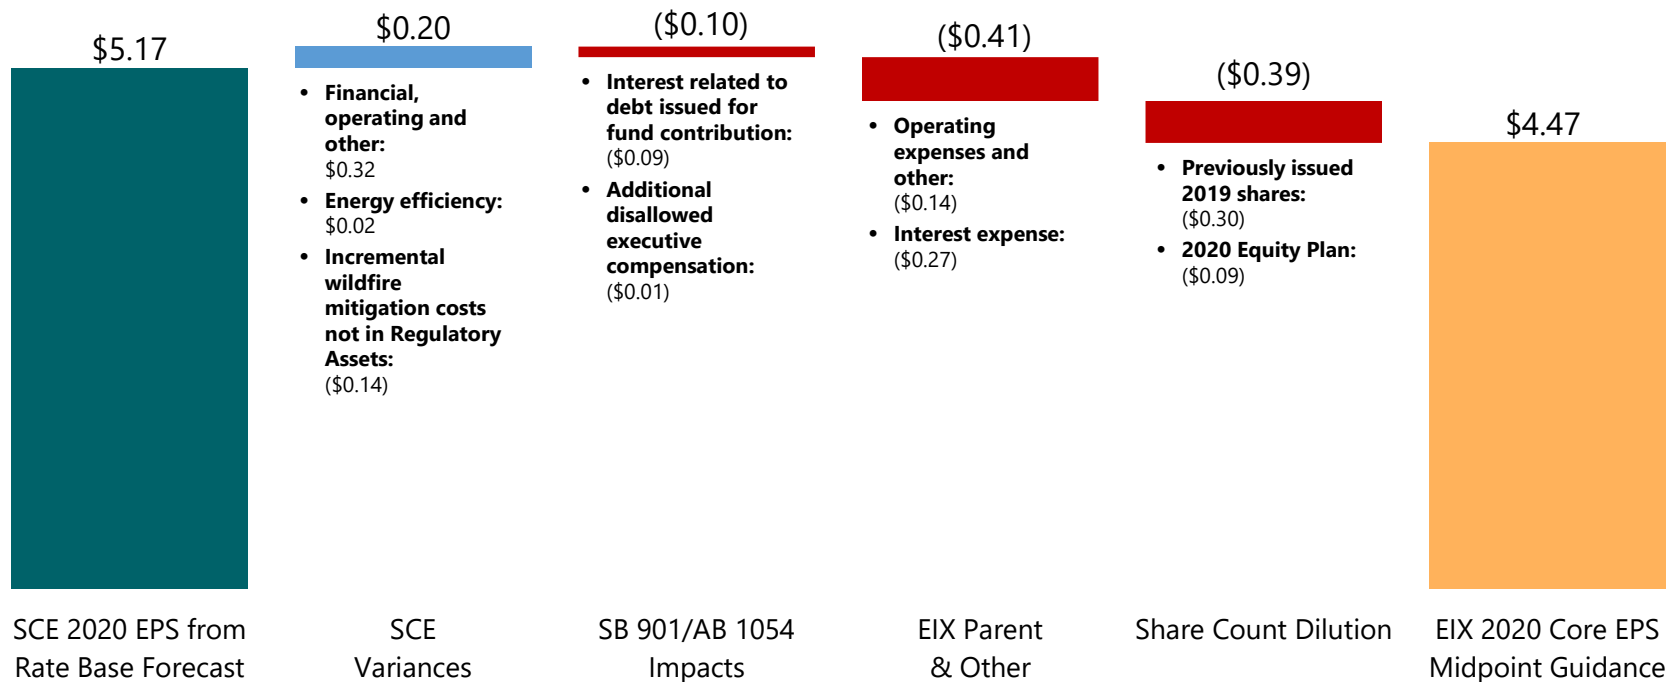 $5.17
$0.20
• Financial,
operating and
other:
$0.32
• Energy efficiency:
$0.02
• Incremental
wildfire
mitigation costs
not in Regulatory
Assets:
($0.14)
($0.10)
• Interest related to
debt issued for
fund contribution:
($0.09)
• Additional
disallowed
executive
compensation:
($0.01)
($0.41)
• Operating
expenses and
other:
($0.14)
• Interest expense:
($0.27)
($0.39)
• Previously issued
2019 shares:
($0.30)
• 2020 Equity Plan:
($0.09)
$4.47
SCE 2020 EPS from
Rate Base Forecast
SCE
Variances
SB 901/AB 1054
Impacts
EIX Parent
& Other
Share Count Dilution
EIX 2020 Core EPS
Midpoint Guidance